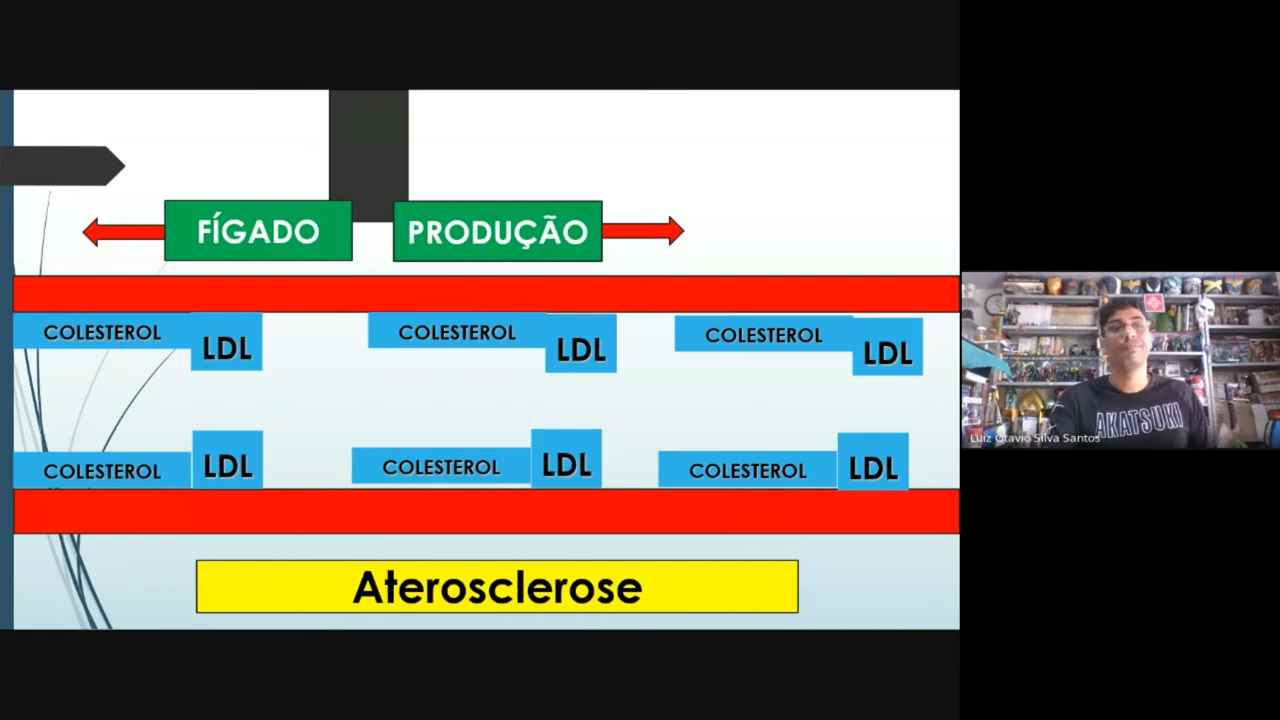 FÍGADO
PRODUÇÃO
COLESTEROL LDL
COLESTEROL LDL
COLESTEROL LDL
COLESTEROL LDL
COLESTEROL LDL
COLESTEROL LDL
Aterosclerose
AKATSUKI
Luiz Otavio Silva Santos